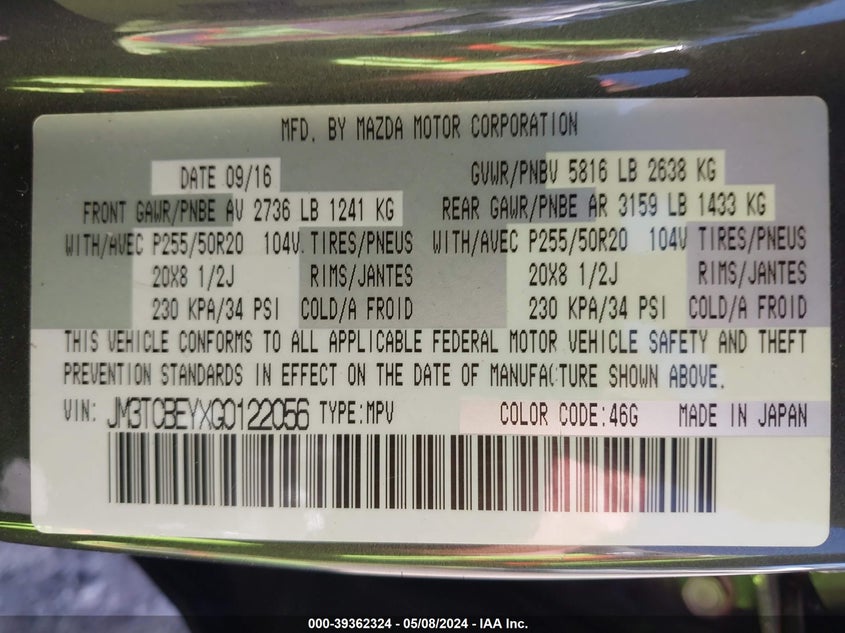 MFD. BY MAZDA MOTOR CORPORATION
DATE 09/16 GVWR/PNBV 5816 LB 2638 KG
FRONT GAWR/PNBE AV 2736 LB 1241 KG REAR GAWR/PNBE AR 3159 LB 1433 KG
WITH/AVEC P255/50R20 104V TIRES/PNEUS WITH/AVEC P255/50R20 104V TIRES/PNEUS
20X8 1/2J RIMS/JANTES 20X8 1/2J RIMS/JANTES
230 KPA/34 PSI COLD/A FROID 230 KPA/34 PSI COLD/A FROID
THIS VEHICLE CONFORMS TO ALL APPLICABLE FEDERAL MOTOR VEHICLE SAFETY AND THEFT
PREVENTION STANDARDS IN EFFECT ON THE DATE OF MANUFACTURE SHOWN ABOVE.
VIN: JM3TCBEYXG0122056 TYPE:MPV COLOR CODE:46G MADE IN JAPAN
000-39362324 - 05/08/2024 - IAA Inc.